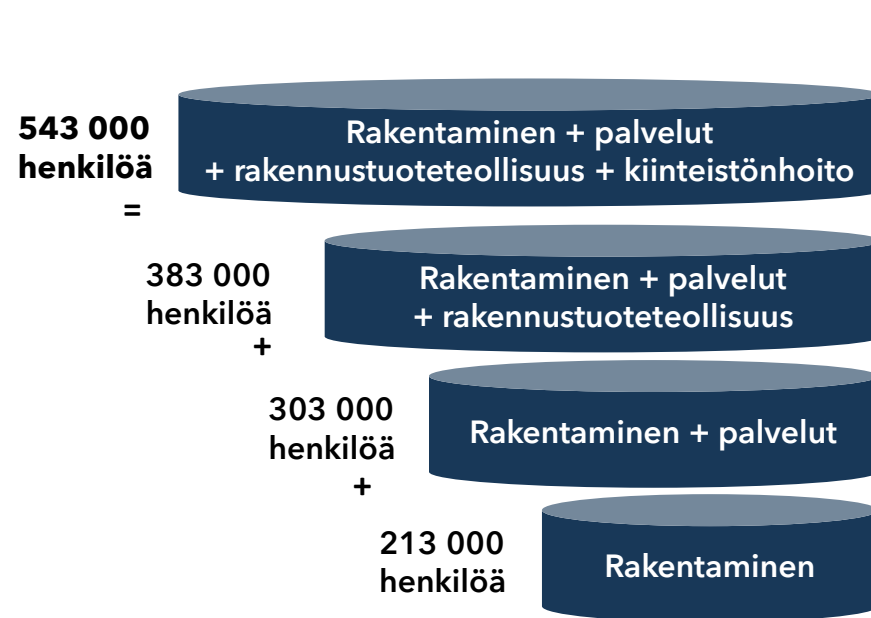 543 000
henkilöä
=
Rakentaminen + palvelut
+ rakennustuoteteollisuus + kiinteistönhoito
383 000
henkilöä
+
Rakentaminen + palvelut
+ rakennustuoteteollisuus
303 000
henkilöä
+
Rakentaminen + palvelut
213 000
henkilöä
Rakentaminen